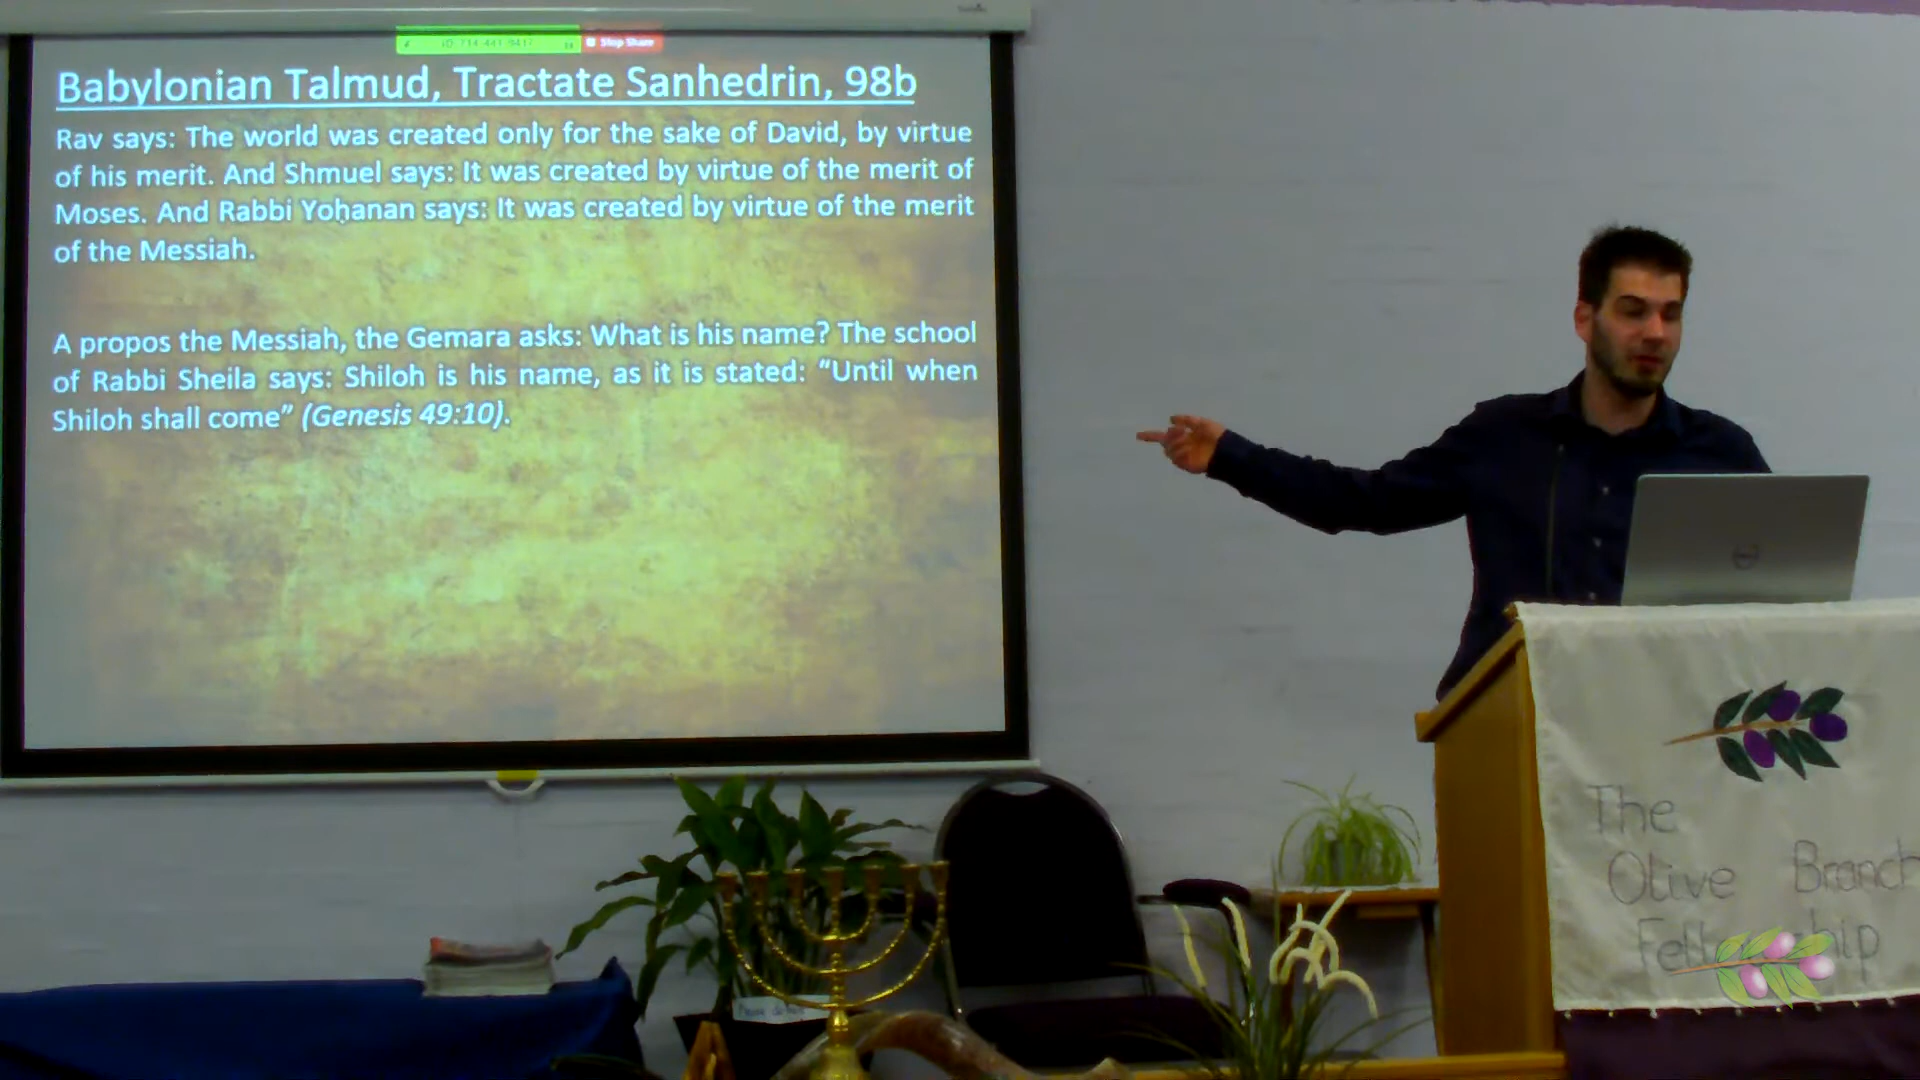 Stop Share
Babylonian Talmud, Tractate Sanhedrin, 98b
Rav says: The world was created only for the sake of David, by virtue
of his merit. And Shmuel says: It was created by virtue of the merit of
Moses. And Rabbi Yoḥanan says: It was created by virtue of the merit
of the Messiah.
A propos the Messiah, the Gemara asks: What is his name? The school
of Rabbi Sheila says: Shiloh is his name, as it is stated: “Until when
Shiloh shall come” (Genesis 49:10).
The
Olive Branch